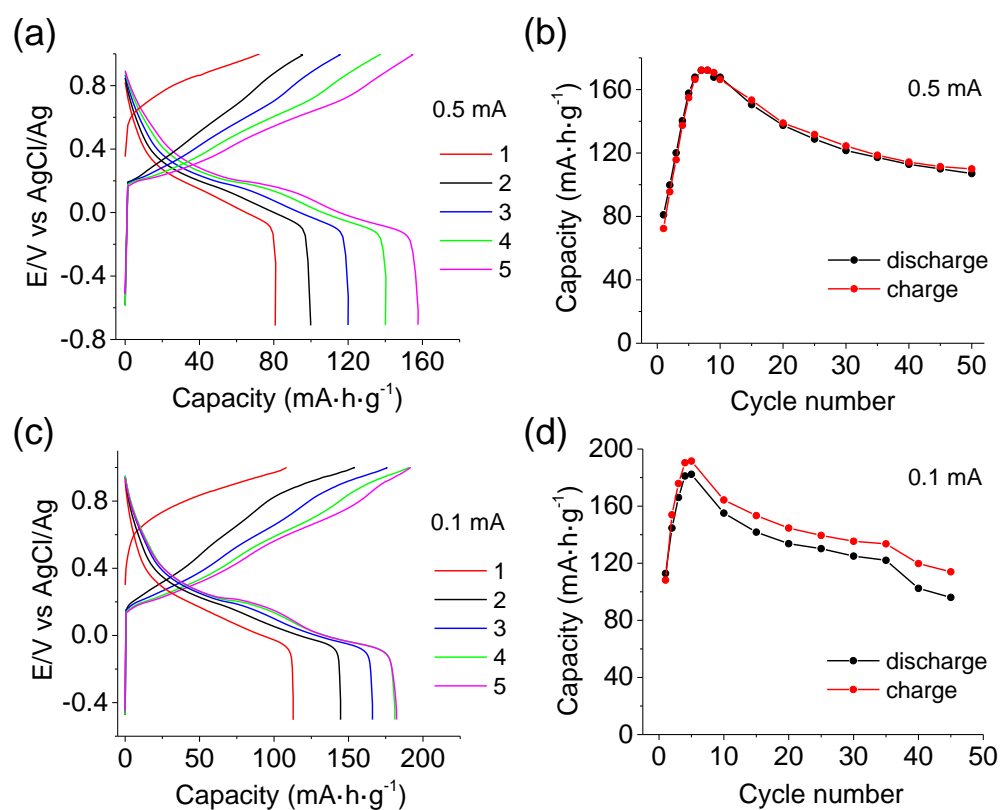 (a)
E/V vs AgCl/Ag
0.8
0.4
0.0
-0.4
-0.8
0 40 80 120 160
Capacity (mA·h·g⁻¹)
0.5 mA
1
2
3
4
5
(b)
Capacity (mA·h·g⁻¹)
160
120
80
40
0
0 10 20 30 40 50
Cycle number
0.5 mA
discharge
charge
(c)
E/V vs AgCl/Ag
0.8
0.4
0.0
-0.4
0 50 100 150 200
Capacity (mA·h·g⁻¹)
0.1 mA
1
2
3
4
5
(d)
Capacity (mA·h·g⁻¹)
200
160
120
80
40
0
0 10 20 30 40 50
Cycle number
0.1 mA
discharge
charge